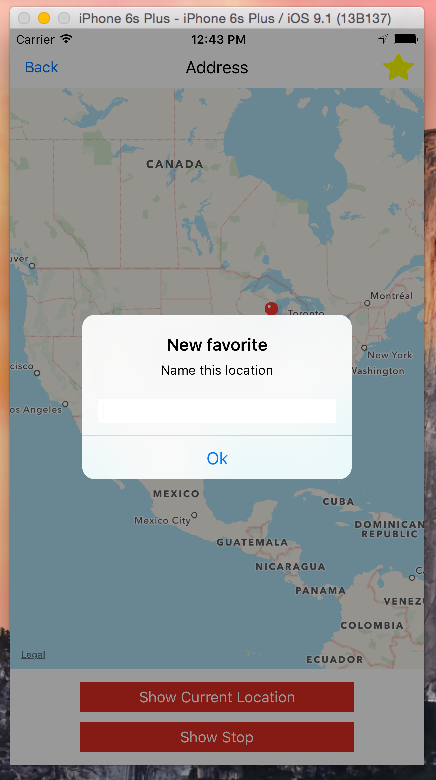 iPhone 6s Plus - iPhone 6s Plus / iOS 9.1 (13B137)
Carrier 12:43 PM
Back Address
CANADA
uver
Montréal
Toronto
New York
Washington
cisco
os Angeles
New favorite
Name this location
Ok
MEXICO
Mexico City
CUBA
DOMINICAN
REPUBLIC
GUATEMALA
NICARAGUA
C
PANAMA
VENEZU
COLOMBIA
ECUADOR
Legal
Show Current Location
Show Stop